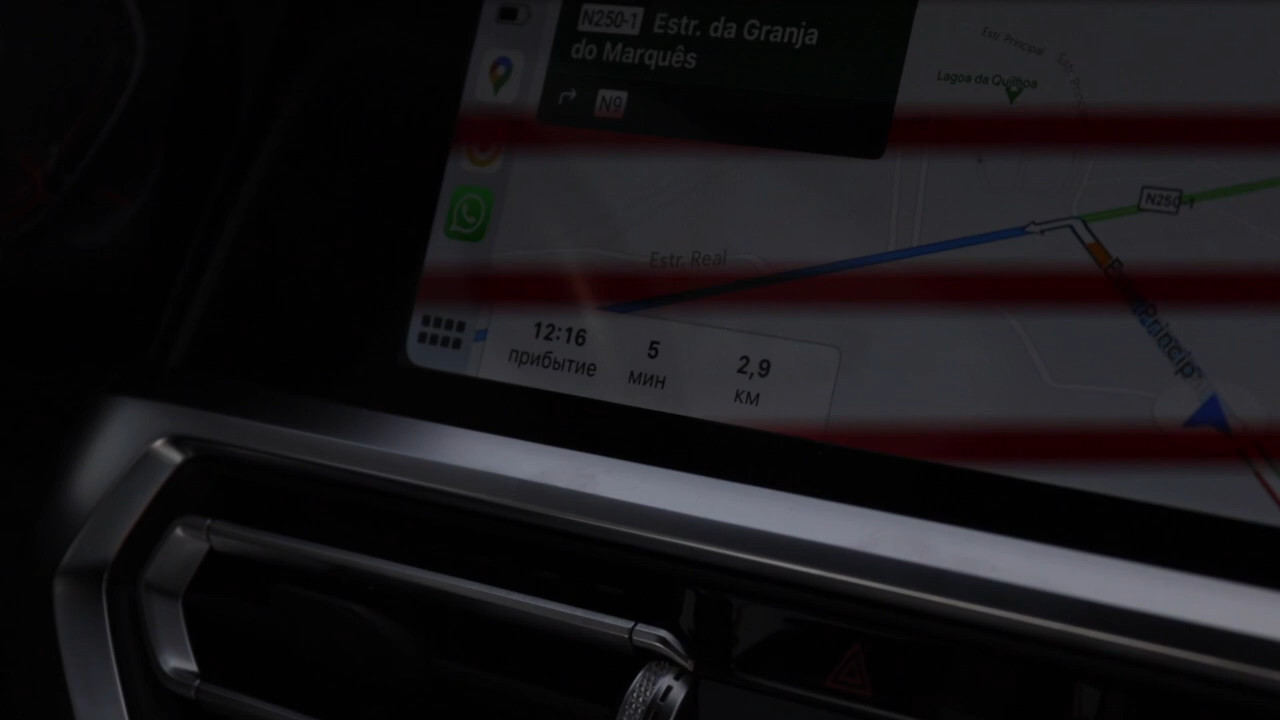 N250-1 Estr. da Granja
do Marquês
N9
Estr. Principal
Lagoa da Quilhoa
N250-1
Estr. Real
12:16
прибытие
5
мин
2,9
км